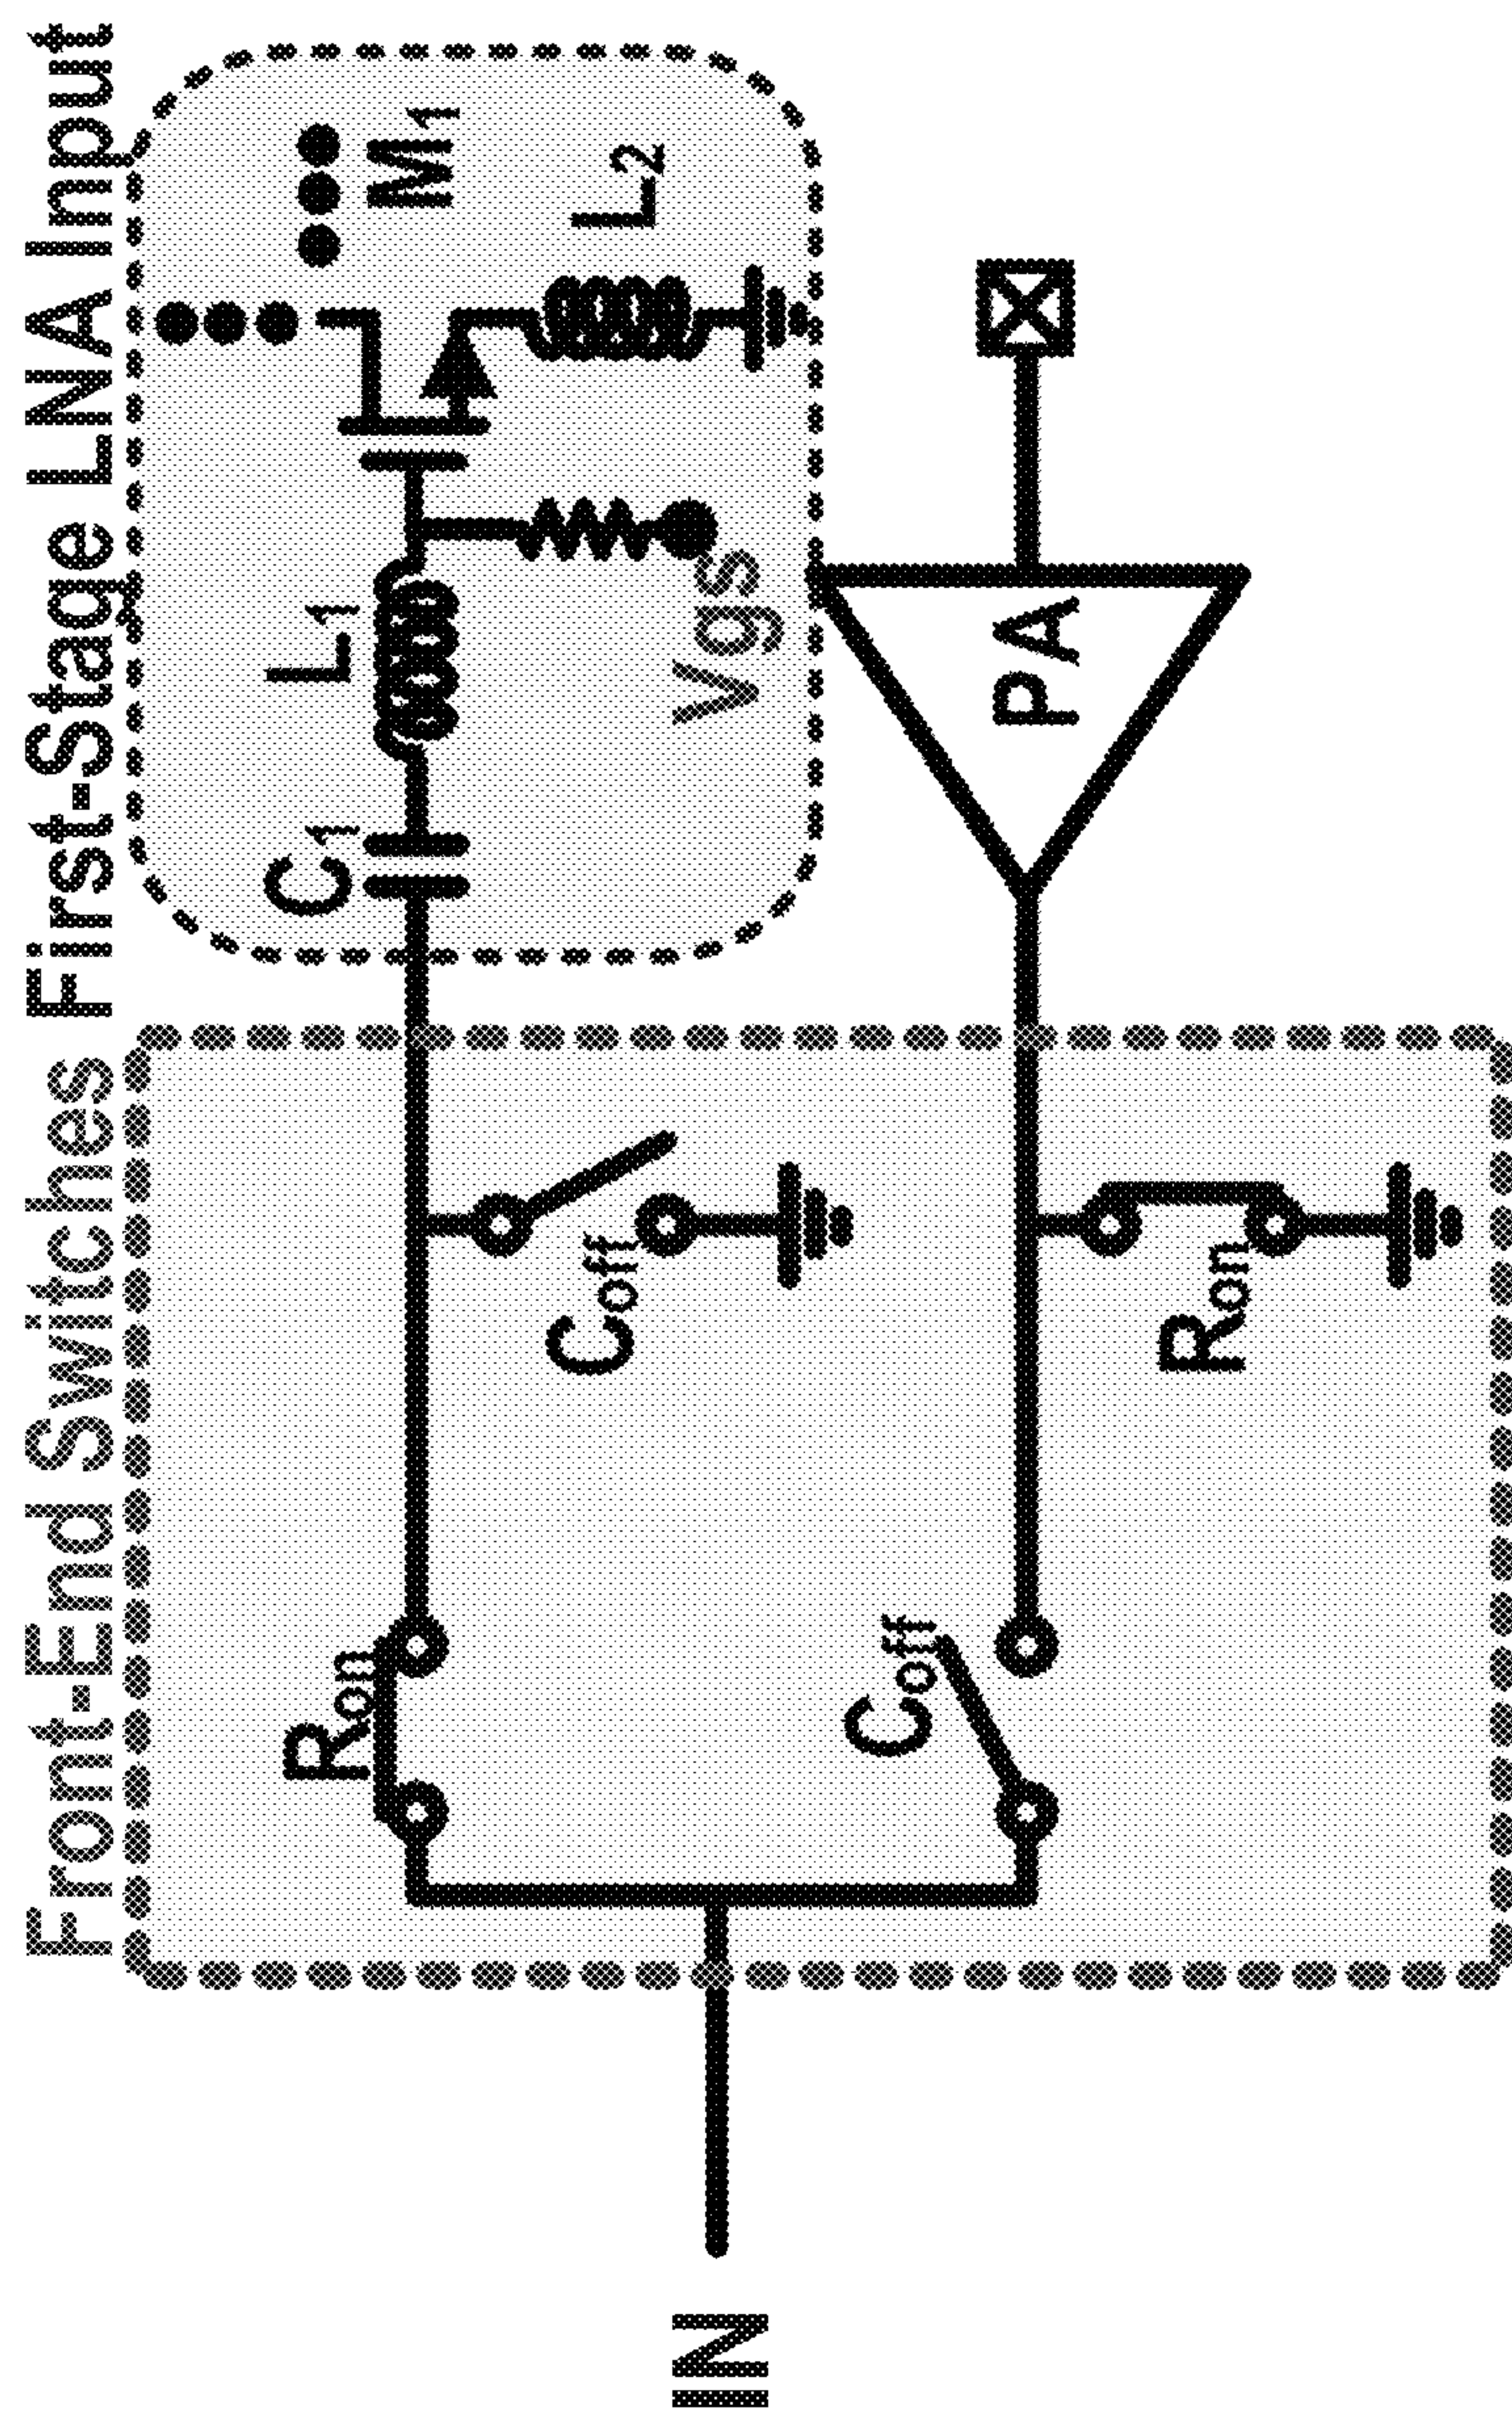 Front-End Switches First-Stage LNA Input
Ron
C1
L1
M1
Coff
Vgs
L2
IN
Coff
PA
Ron